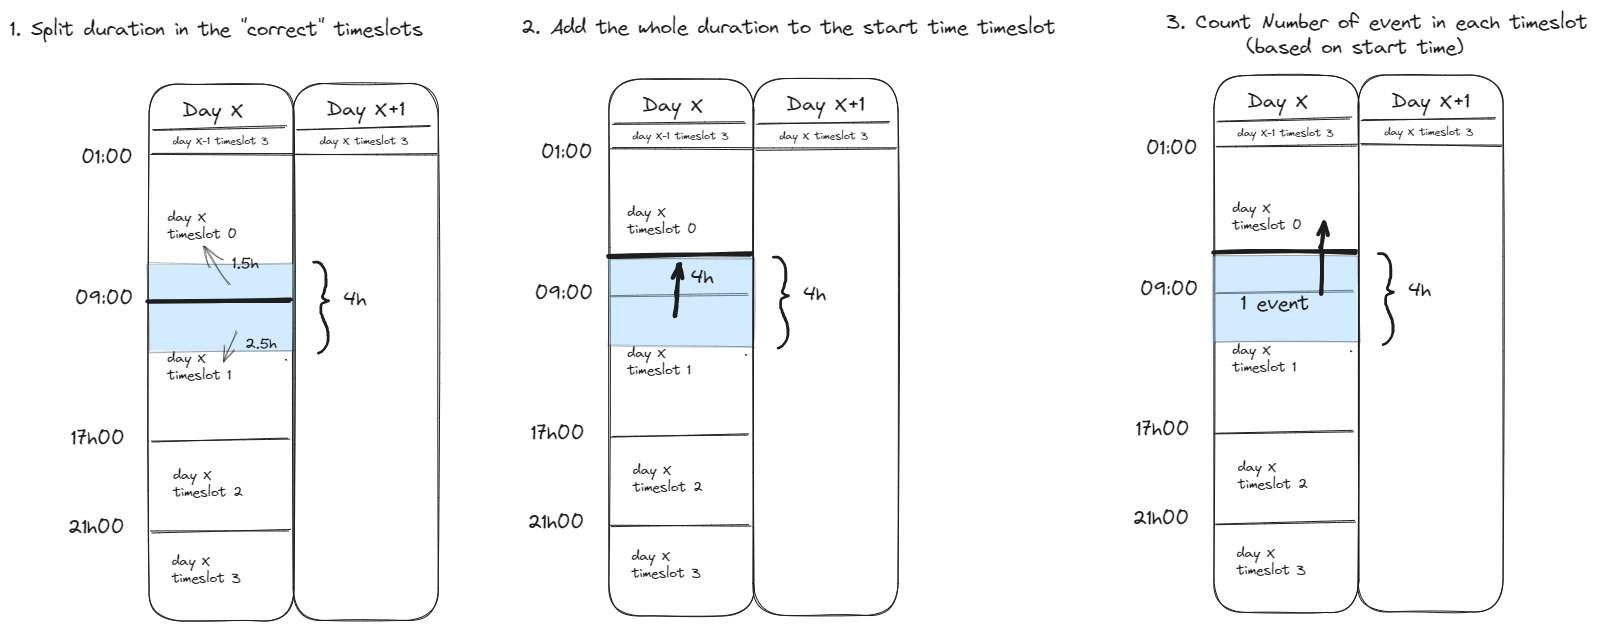 1. Split duration in the "correct" timeslots
Day X
Day X+1
day X-1 timeslot 3
day X timeslot 3
01:00
day X
timeslot 0
1.5h
09:00
4h
2.5h
day X
timeslot 1
17h00
day X
timeslot 2
21h00
day X
timeslot 3
2. Add the whole duration to the start time timeslot
Day X
Day X+1
day X-1 timeslot 3
day X timeslot 3
01:00
day X
timeslot 0
4h
09:00
4h
day X
timeslot 1
17h00
day X
timeslot 2
21h00
day X
timeslot 3
3. Count Number of event in each timeslot
(based on start time)
Day X
Day X+1
day X-1 timeslot 3
day X timeslot 3
01:00
day X
timeslot 0
09:00
4h
1 event
day X
timeslot 1
17h00
day X
timeslot 2
21h00
day X
timeslot 3